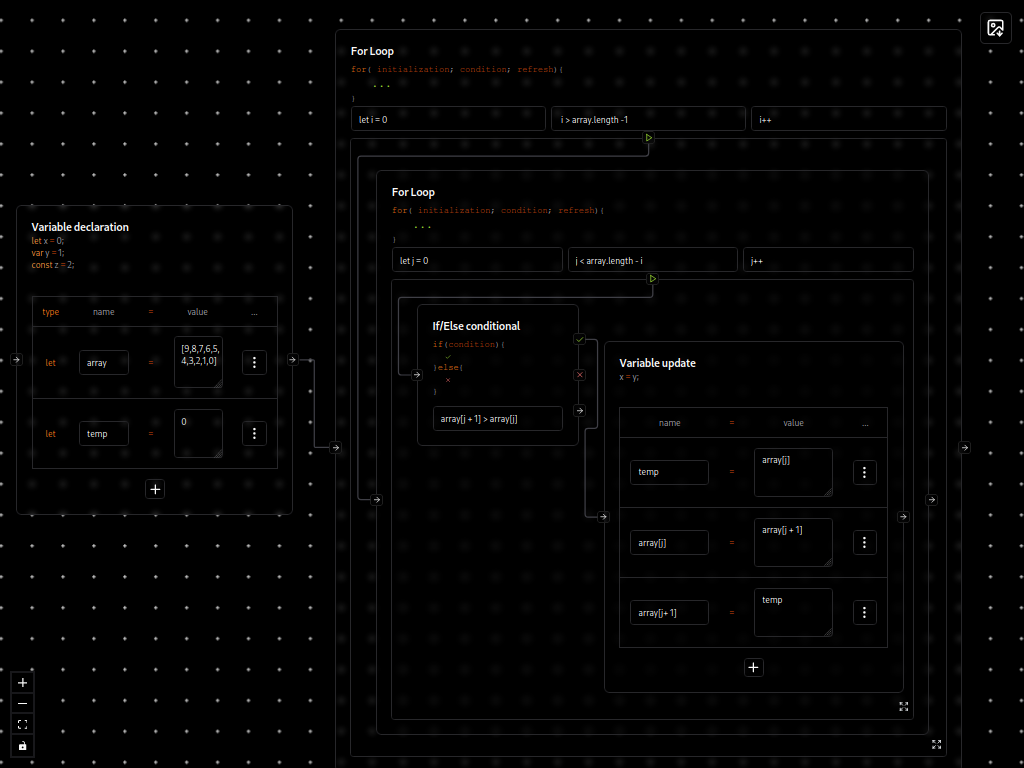 For Loop
for( initialization; condition; refresh){
...
}
let i = 0
i > array.length -1
i++
For Loop
for( initialization; condition; refresh){
...
}
let j = 0
j < array.length - i
j++
Variable declaration
let x = 0;
var y = 1;
const z = 2;
type name = value ...
let array = [9,8,7,6,5,
4,3,2,1,0]
let temp = 0
If/Else conditional
if(condition){
}else{
}
array[j + 1] > array[j]
Variable update
x = y;
name = value ...
temp = array[j]
array[j] = array[j + 1]
array[j+ 1] = temp